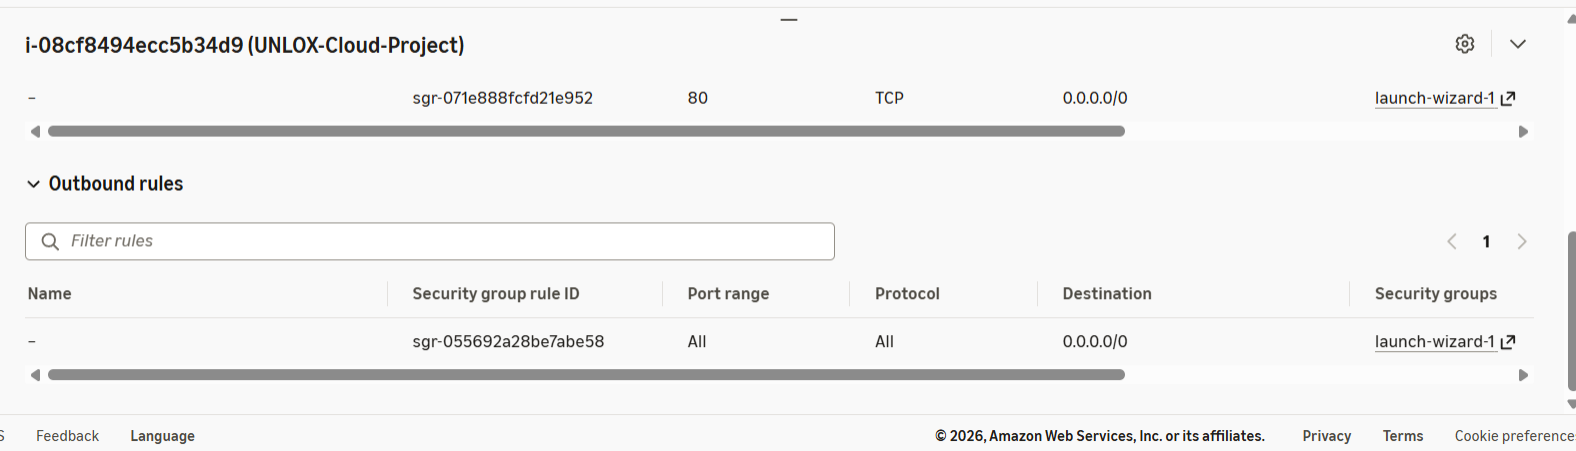 i-08cf8494ecc5b34d9 (UNLOX-Cloud-Project)
– sgr-071e888fcfd21e952 80 TCP 0.0.0.0/0 launch-wizard-1
Outbound rules
Filter rules
1
Name Security group rule ID Port range Protocol Destination Security groups
– sgr-055692a28be7abe58 All All 0.0.0.0/0 launch-wizard-1
S Feedback Language © 2026, Amazon Web Services, Inc. or its affiliates. Privacy Terms Cookie preferences